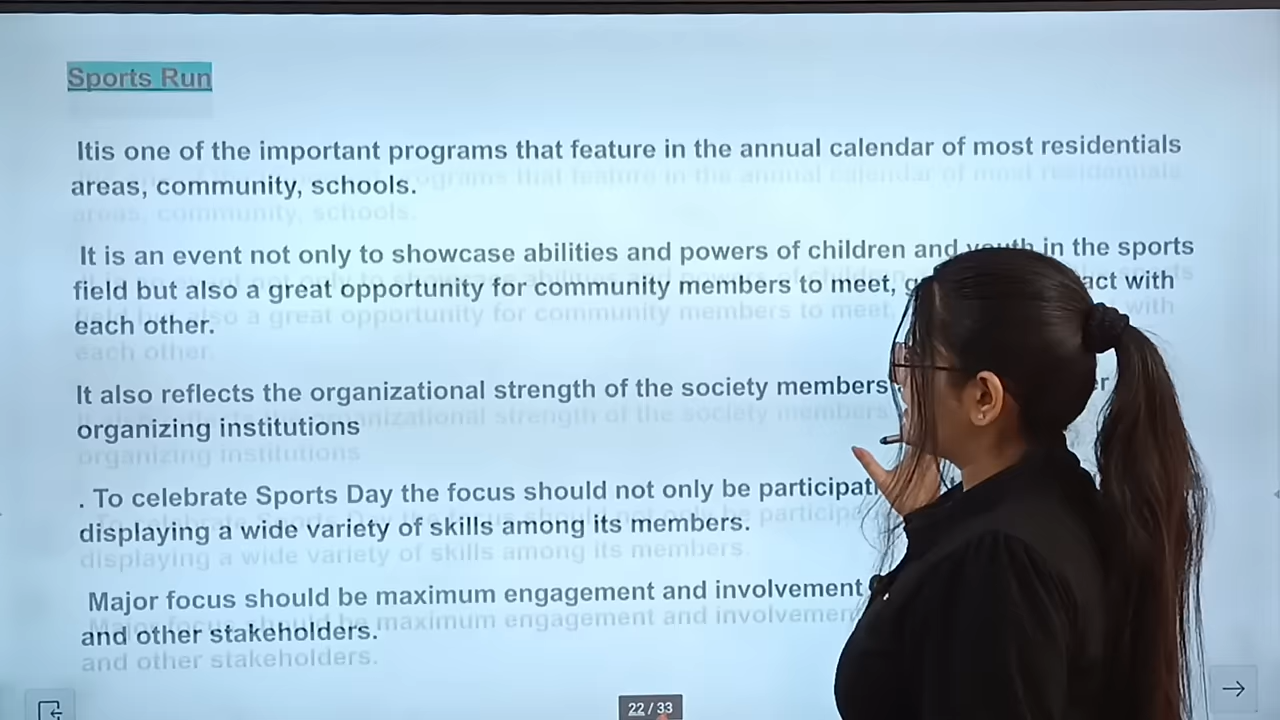 Sports Run
Itis one of the important programs that feature in the annual calendar of most residentials
areas, community, schools.
It is an event not only to showcase abilities and powers of children and youth in the sports
field but also a great opportunity for community members to meet, act with
each other.
It also reflects the organizational strength of the society members
organizing institutions
. To celebrate Sports Day the focus should not only be
displaying a wide variety of skills among its members.
Major focus should be maximum engagement and involvement
and other stakeholders.
22 / 33